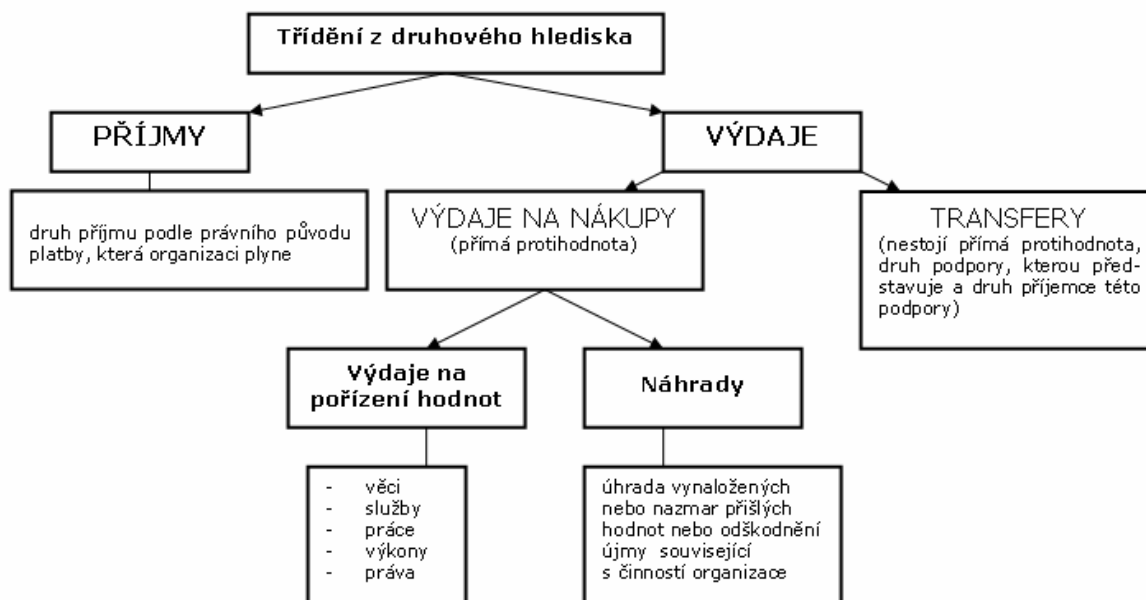 Třídění z druhového hlediska
PŘÍJMY
VÝDAJE
druh příjmu podle právního původu
platby, která organizaci plyne
VÝDAJE NA NÁKUPY
(přímá protihodnota)
TRANSFERY
(nestojí přímá protihodnota,
druh podpory, kterou před-
stavuje a druh příjemce této
podpory)
Výdaje na
pořízení hodnot
Náhrady
- věci
- služby
- práce
- výkony
- práva
úhrada vynaložených
nebo nazmar přišlých
hodnot nebo odškodnění
újmy související
s činností organizace